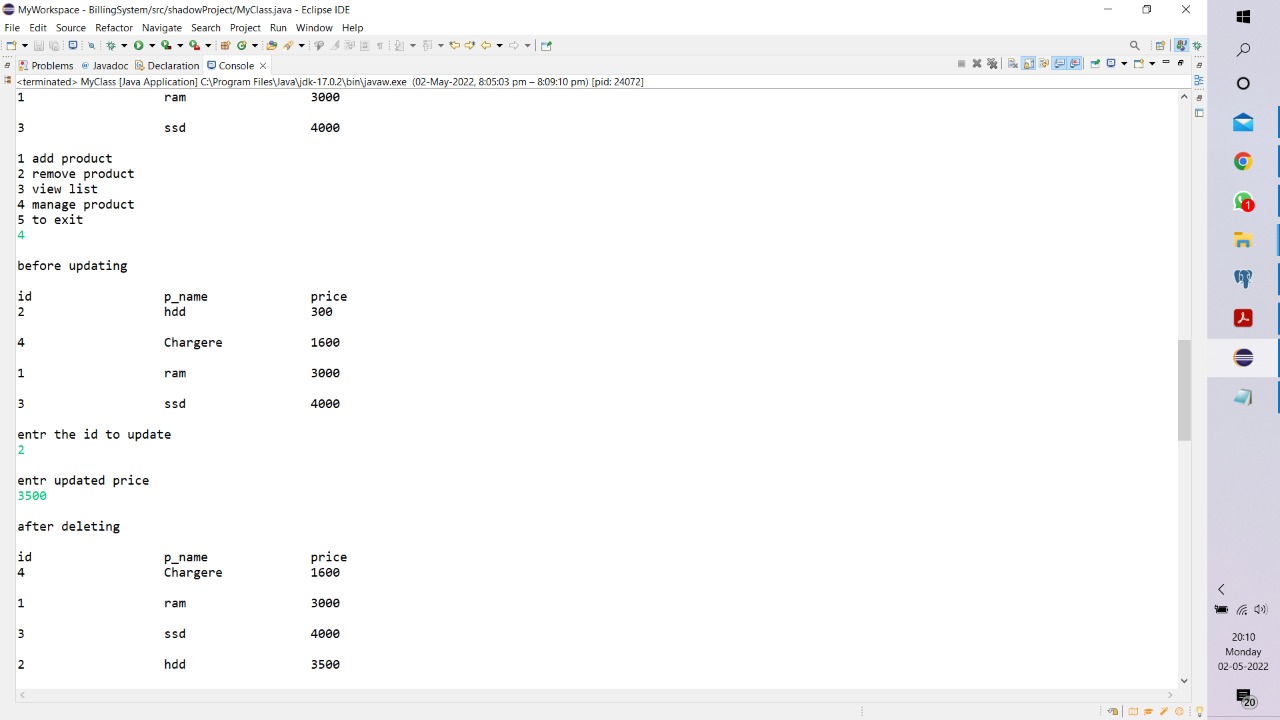 MyWorkspace - BillingSystem/src/shadowProject/MyClass.java - Eclipse IDE
File Edit Source Refactor Navigate Search Project Run Window Help
Problems Javadoc Declaration Console
<terminated> MyClass [Java Application] C:\Program Files\Java\jdk-17.0.2\bin\javaw.exe (02-May-2022, 8:05:03 pm – 8:09:10 pm) [pid: 24072]
1 ram 3000
3 ssd 4000
1 add product
2 remove product
3 view list
4 manage product
5 to exit
4
before updating
id p_name price
2 hdd 300
4 Chargere 1600
1 ram 3000
3 ssd 4000
entr the id to update
2
entr updated price
3500
after deleting
id p_name price
4 Chargere 1600
1 ram 3000
3 ssd 4000
2 hdd 3500
1
20:10
Monday
02-05-2022
20